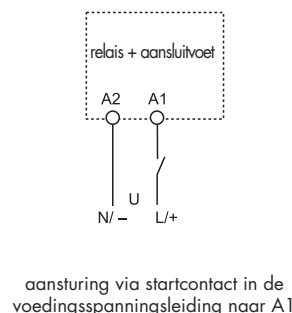 relais + aansluitvoet
A2 A1
U
N/ – L/+
aansturing via startcontact in de
voedingsspanningsleiding naar A1